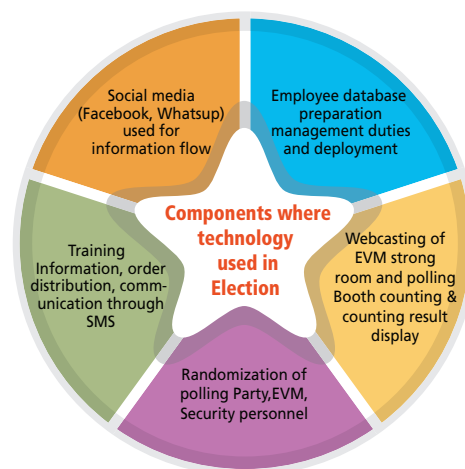 Social media
(Facebook, Whatsup)
used for
information flow
Employee database
preparation
management duties
and deployment
Components where
technology
used in
Election
Training
Information, order
distribution, comm-
unication through
SMS
Webcasting of
EVM strong
room and polling
Booth counting &
counting result
display
Randomization of
polling Party,EVM,
Security personnel